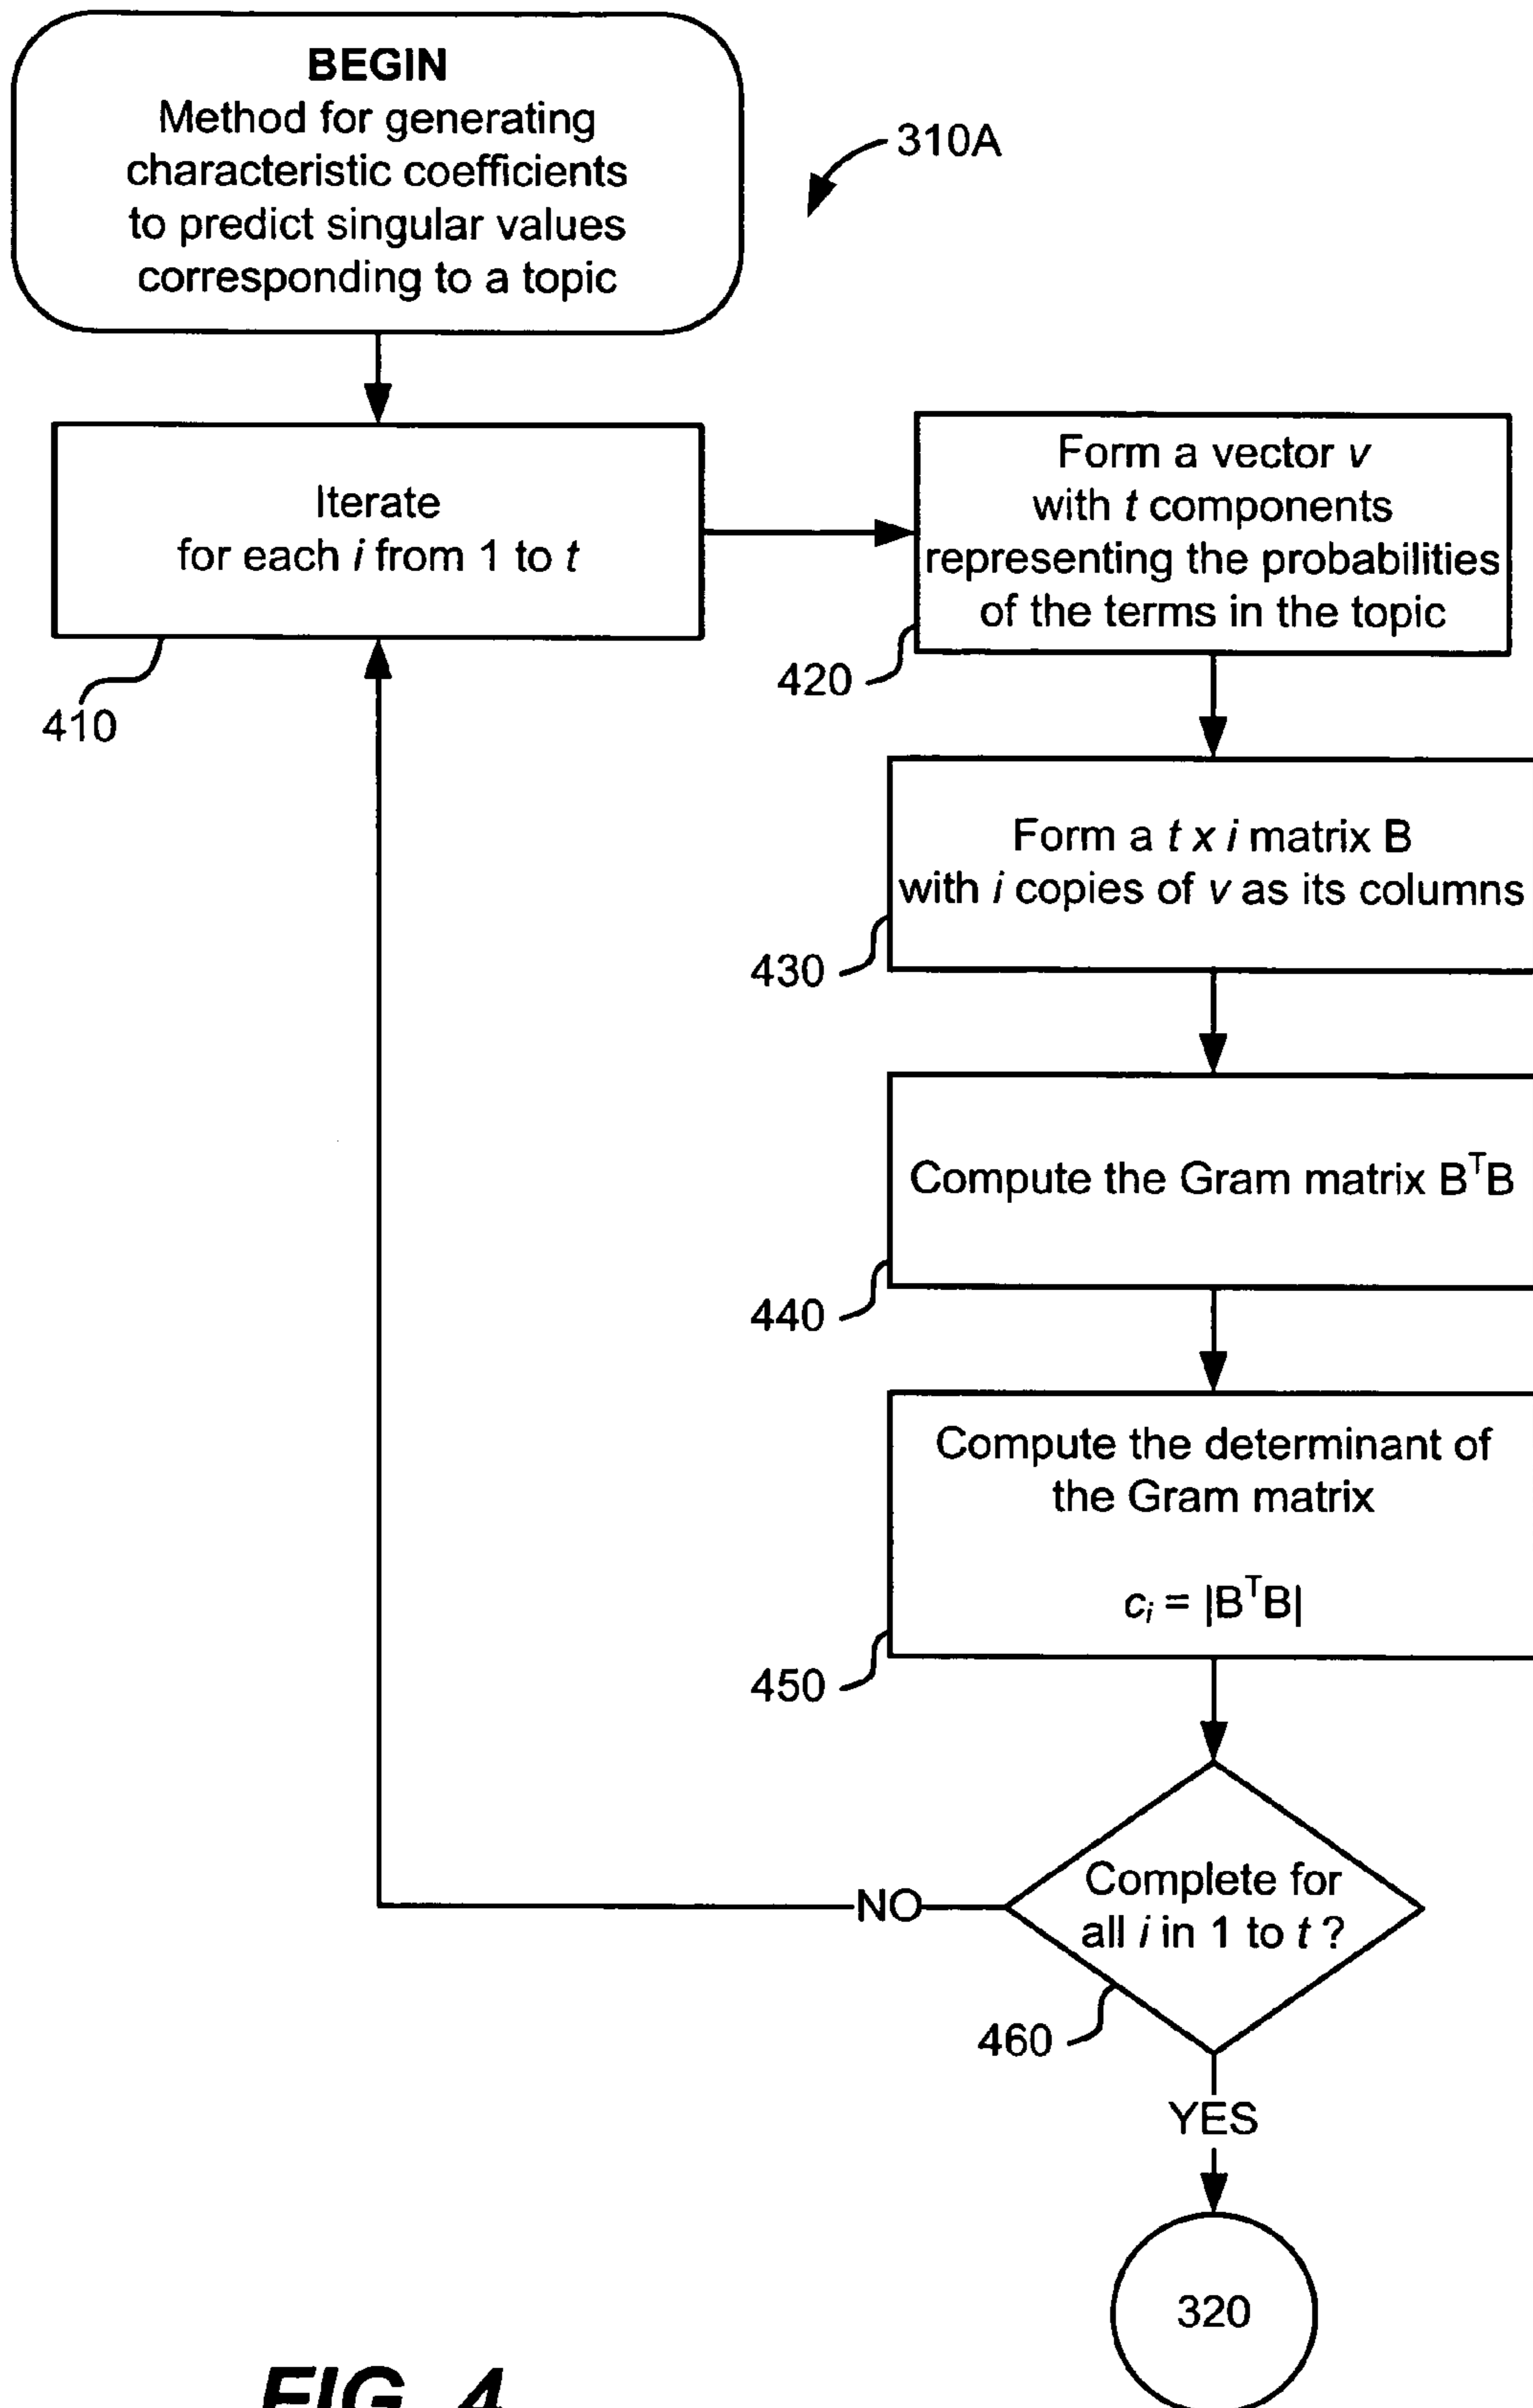 BEGIN
Method for generating
characteristic coefficients
to predict singular values
corresponding to a topic
310A
Iterate
for each i from 1 to t
410
Form a vector v
with t components
representing the probabilities
of the terms in the topic
420
Form a t x i matrix B
with i copies of v as its columns
430
Compute the Gram matrix BᵀB
440
Compute the determinant of
the Gram matrix
cᵢ = |BᵀB|
450
Complete for
all i in 1 to t ?
NO
460
YES
320
FIG. 4